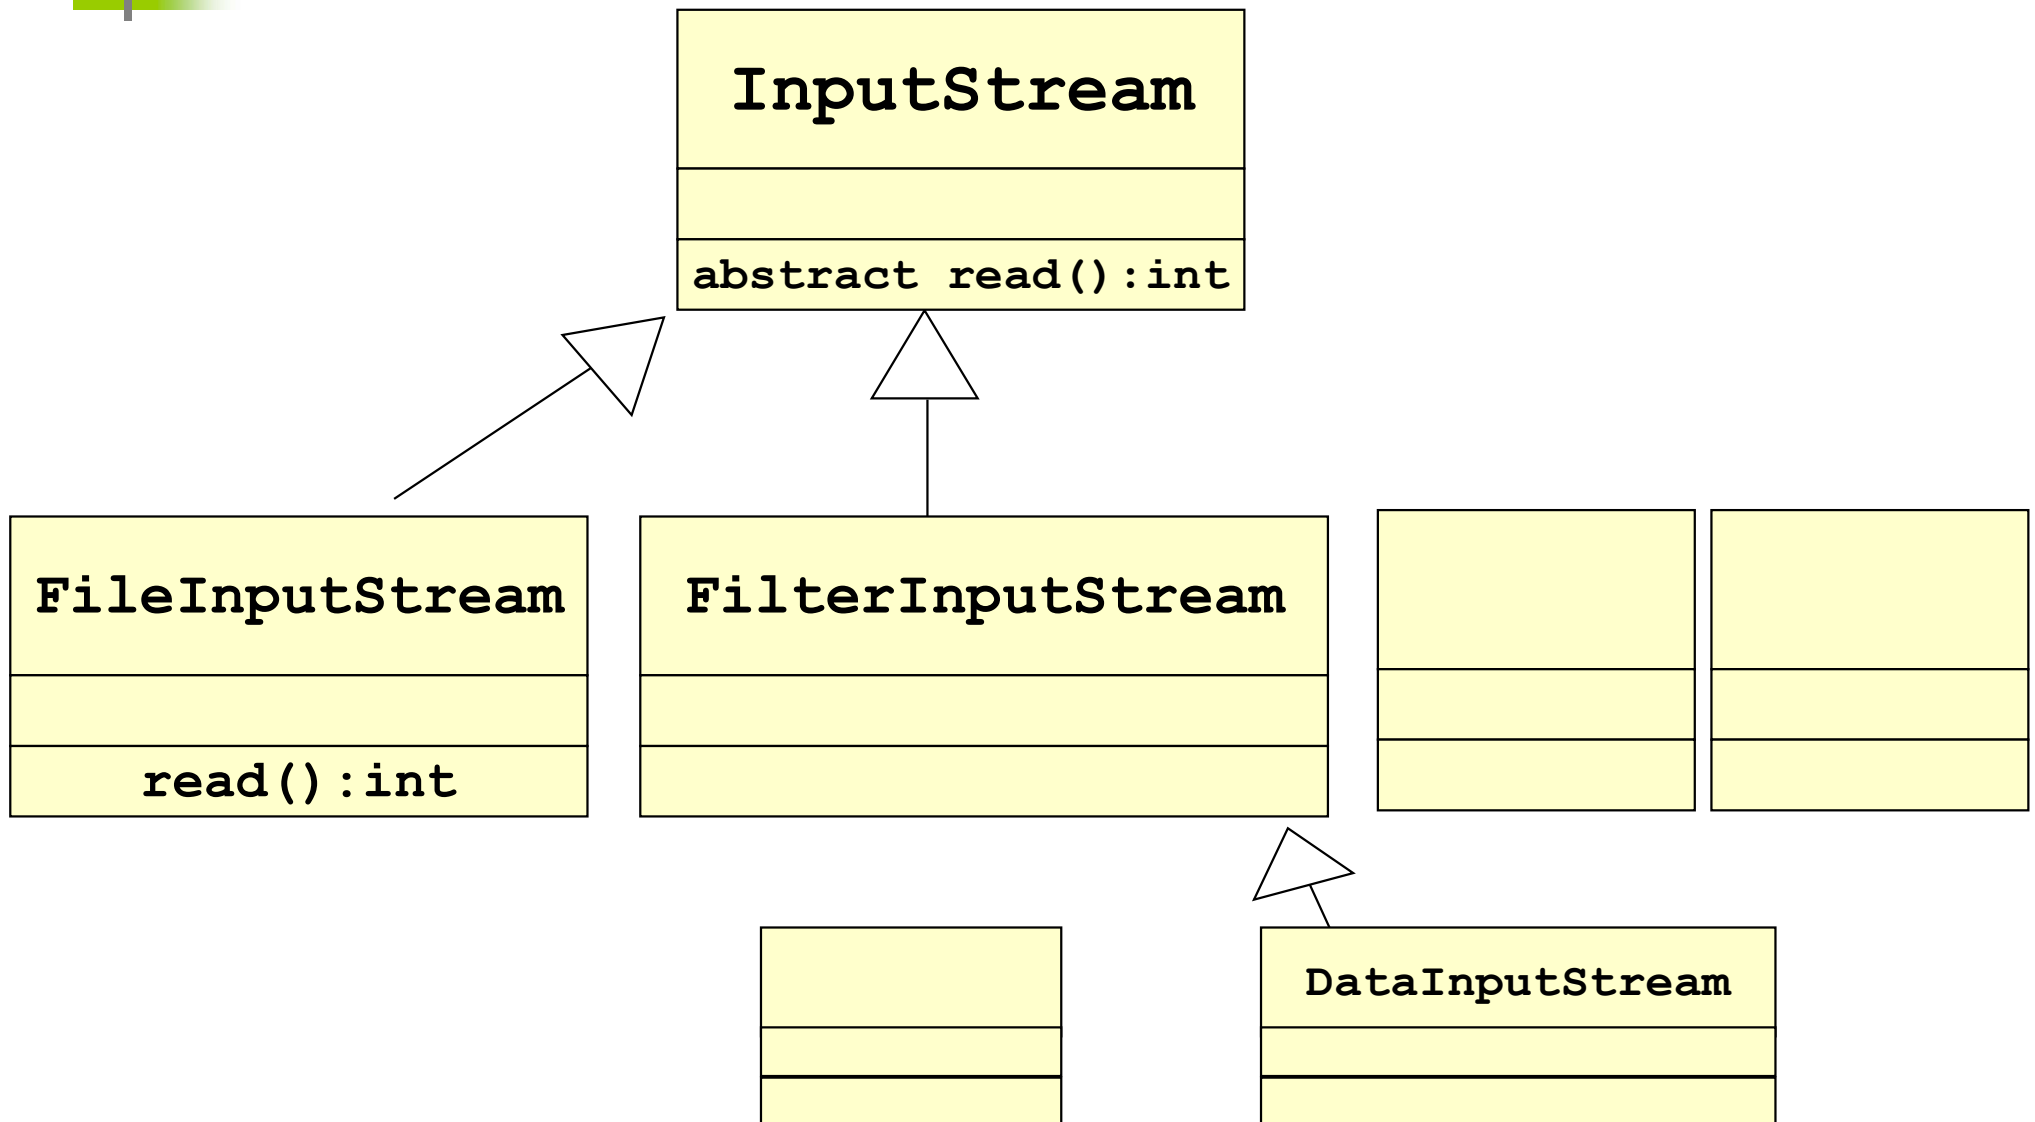 InputStream
abstract read():int
FileInputStream
FilterInputStream
read():int
DataInputStream